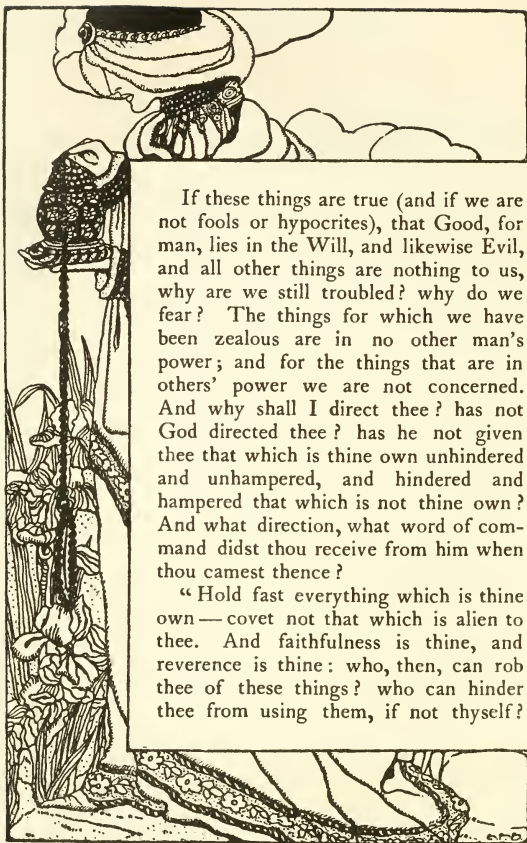 If these things are true (and if we are
not fools or hypocrites), that Good, for
man, lies in the Will, and likewise Evil,
and all other things are nothing to us,
why are we still troubled? why do we
fear? The things for which we have
been zealous are in no other man's
power; and for the things that are in
others' power we are not concerned.
And why shall I direct thee? has not
God directed thee? has he not given
thee that which is thine own unhindered
and unhampered, and hindered and
hampered that which is not thine own?
And what direction, what word of com-
mand didst thou receive from him when
thou camest thence?
"Hold fast everything which is thine
own — covet not that which is alien to
thee. And faithfulness is thine, and
reverence is thine: who, then, can rob
thee of these things? who can hinder
thee from using them, if not thyself?